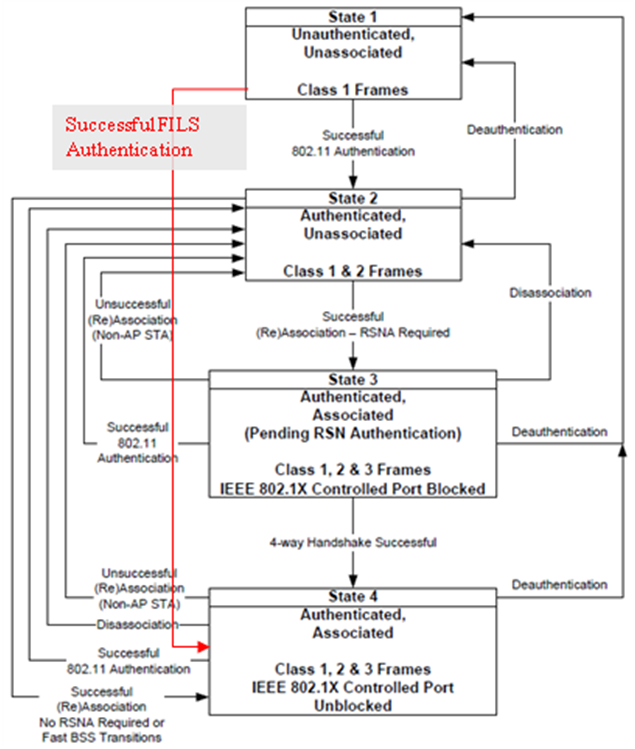 State 1
Unauthenticated,
Unassociated
Class 1 Frames
Successful FILS
Authentication
Successful
802.11 Authentication
Deauthentication
State 2
Authenticated,
Unassociated
Class 1 & 2 Frames
Unsuccessful
(Re)Association
(Non-AP STA)
Successful
(Re)Association – RSNA Required
Disassociation
State 3
Authenticated,
Associated
(Pending RSN Authentication)
Class 1, 2 & 3 Frames
IEEE 802.1X Controlled Port Blocked
Successful
802.11
Authentication
Deauthentication
4-way Handshake Successful
Unsuccessful
(Re)Association
(Non-AP STA)
Deauthentication
State 4
Authenticated,
Associated
Class 1, 2 & 3 Frames
IEEE 802.1X Controlled Port
Unblocked
Disassociation
Successful
802.11 Authentication
Successful
(Re)Association
No RSNA Required or
Fast BSS Transitions